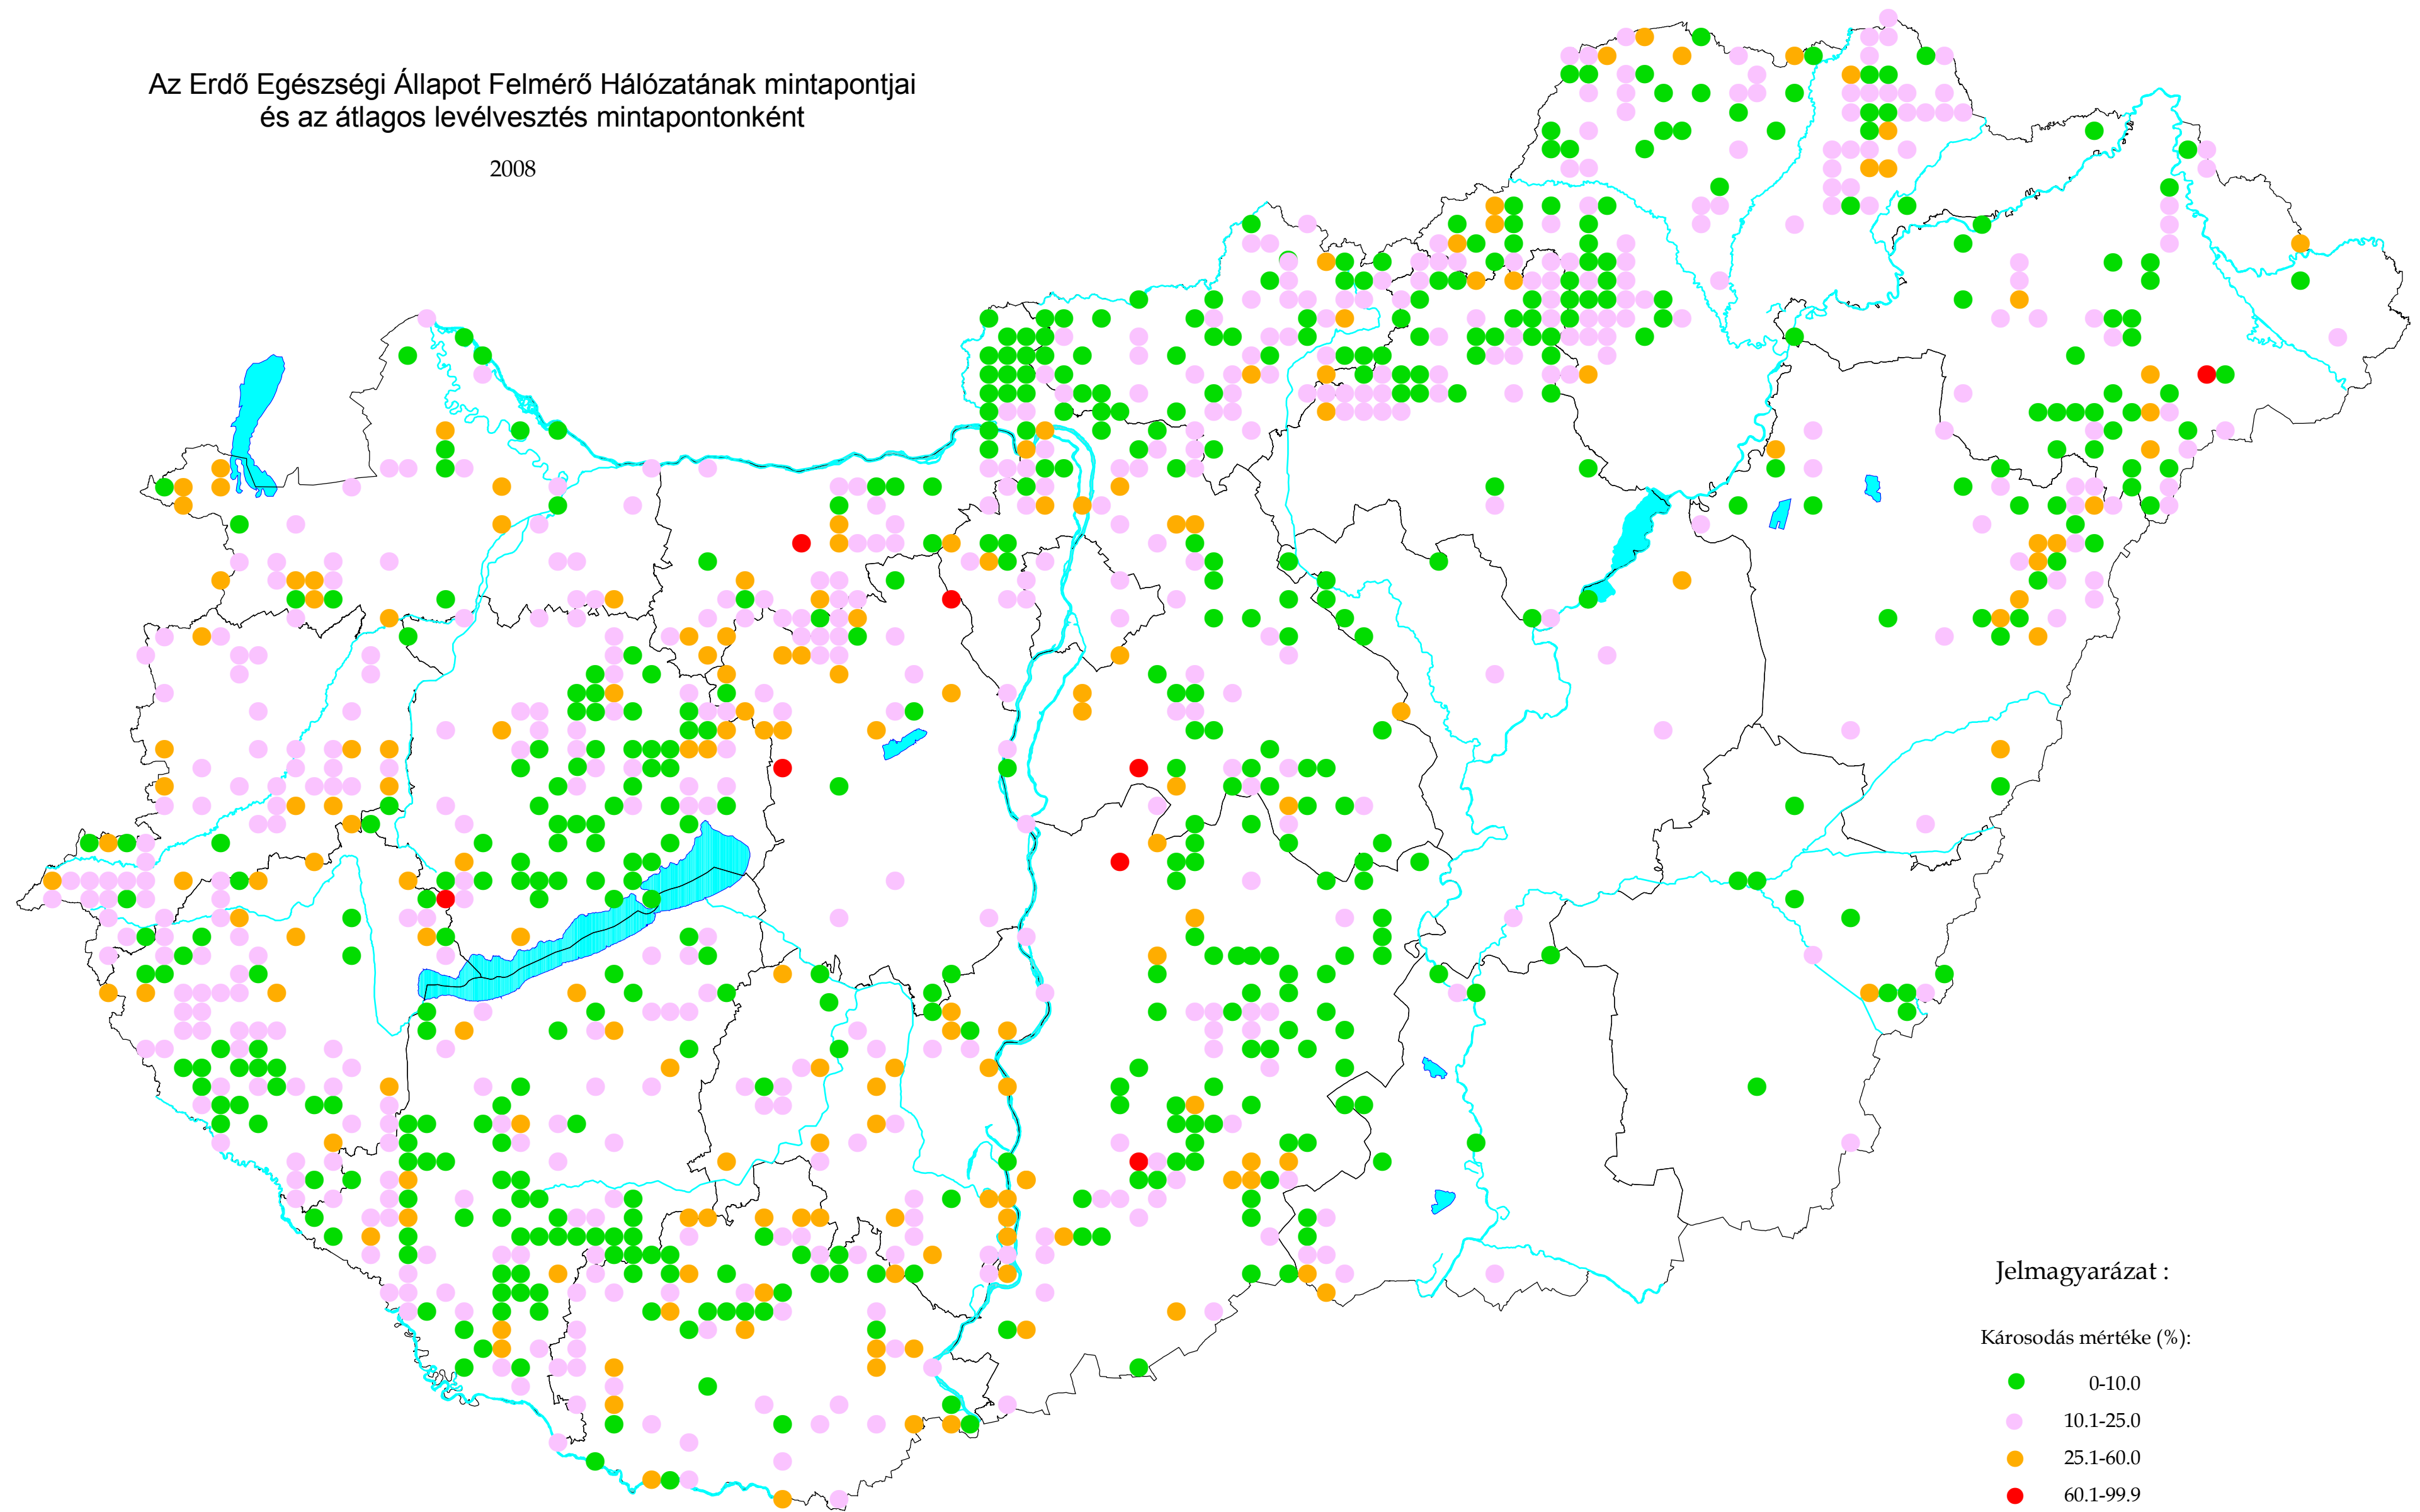 Az Erdő Egészségi Állapot Felmérő Hálózatának mintapontjai
és az átlagos levélvesztés mintapontonként
2008
Jelmagyarázat :
Károsodás mértéke (%):
0-10.0
10.1-25.0
25.1-60.0
60.1-99.9